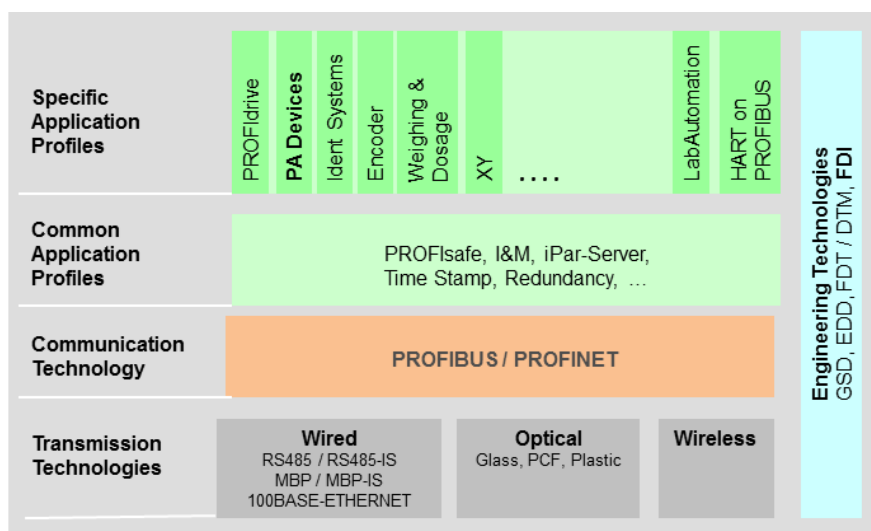 Specific
Application
Profiles
PROFIdrive
PA Devices
Ident Systems
Encoder
Weighing &
Dosage
XY
....
LabAutomation
HART on
PROFIBUS
Common
Application
Profiles
PROFIsafe, I&M, iPar-Server,
Time Stamp, Redundancy, ...
Communication
Technology
PROFIBUS / PROFINET
Transmission
Technologies
Wired
RS485 / RS485-IS
MBP / MBP-IS
100BASE-ETHERNET
Optical
Glass, PCF, Plastic
Wireless
Engineering Technologies
GSD, EDD, FDT / DTM, FDI